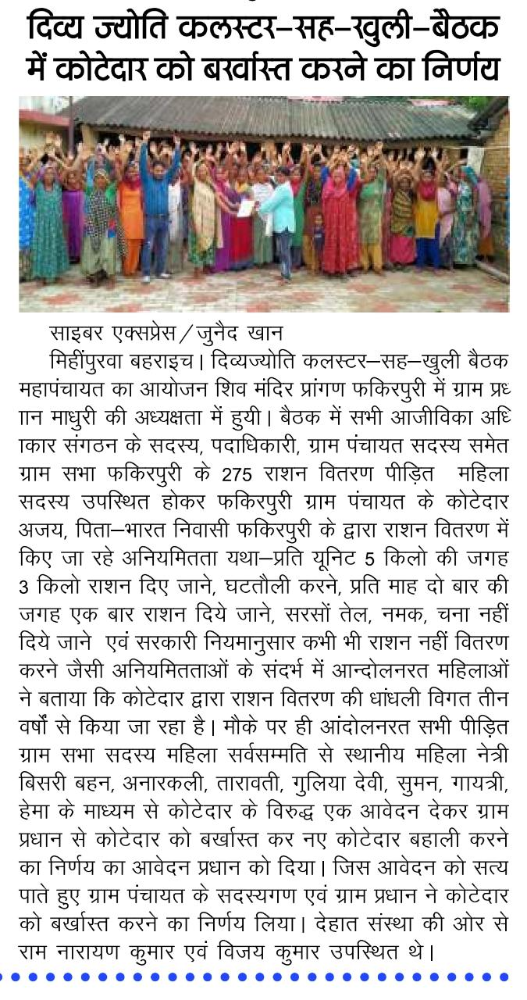 दिव्य ज्योति कलस्टर–सह–खुली–बैठक
में कोटेदार को बर्खास्त करने का निर्णय
साइबर एक्सप्रेस/जुनैद खान
मिहींपुरवा बहराइच। दिव्यज्योति कलस्टर–सह–खुली बैठक
महापंचायत का आयोजन शिव मंदिर प्रांगण फकिरपुरी में ग्राम प्रध
ाान माधुरी की अध्यक्षता में हुयी। बैठक में सभी आजीविका अधि
ाकार संगठन के सदस्य, पदाधिकारी, ग्राम पंचायत सदस्य समेत
ग्राम सभा फकिरपुरी के 275 राशन वितरण पीड़ित महिला
सदस्य उपस्थित होकर फकिरपुरी ग्राम पंचायत के कोटेदार
अजय, पिता–भारत निवासी फकिरपुरी के द्वारा राशन वितरण में
किए जा रहे अनियमितता यथा–प्रति यूनिट 5 किलो की जगह
3 किलो राशन दिए जाने, घटतौली करने, प्रति माह दो बार की
जगह एक बार राशन दिये जाने, सरसों तेल, नमक, चना नहीं
दिये जाने एवं सरकारी नियमानुसार कभी भी राशन नहीं वितरण
करने जैसी अनियमितताओं के संदर्भ में आन्दोलनरत महिलाओं
ने बताया कि कोटेदार द्वारा राशन वितरण की धांधली विगत तीन
वर्षों से किया जा रहा है। मौके पर ही आंदोलनरत सभी पीड़ित
ग्राम सभा सदस्य महिला सर्वसम्मति से स्थानीय महिला नेत्री
बिसरी बहन, अनारकली, तारावती, गुलिया देवी, सुमन, गायत्री,
हेमा के माध्यम से कोटेदार के विरुद्ध एक आवेदन देकर ग्राम
प्रधान से कोटेदार को बर्खास्त कर नए कोटेदार बहाली करने
का निर्णय का आवेदन प्रधान को दिया। जिस आवेदन को सत्य
पाते हुए ग्राम पंचायत के सदस्यगण एवं ग्राम प्रधान ने कोटेदार
को बर्खास्त करने का निर्णय लिया। देहात संस्था की ओर से
राम नारायण कुमार एवं विजय कुमार उपस्थित थे।